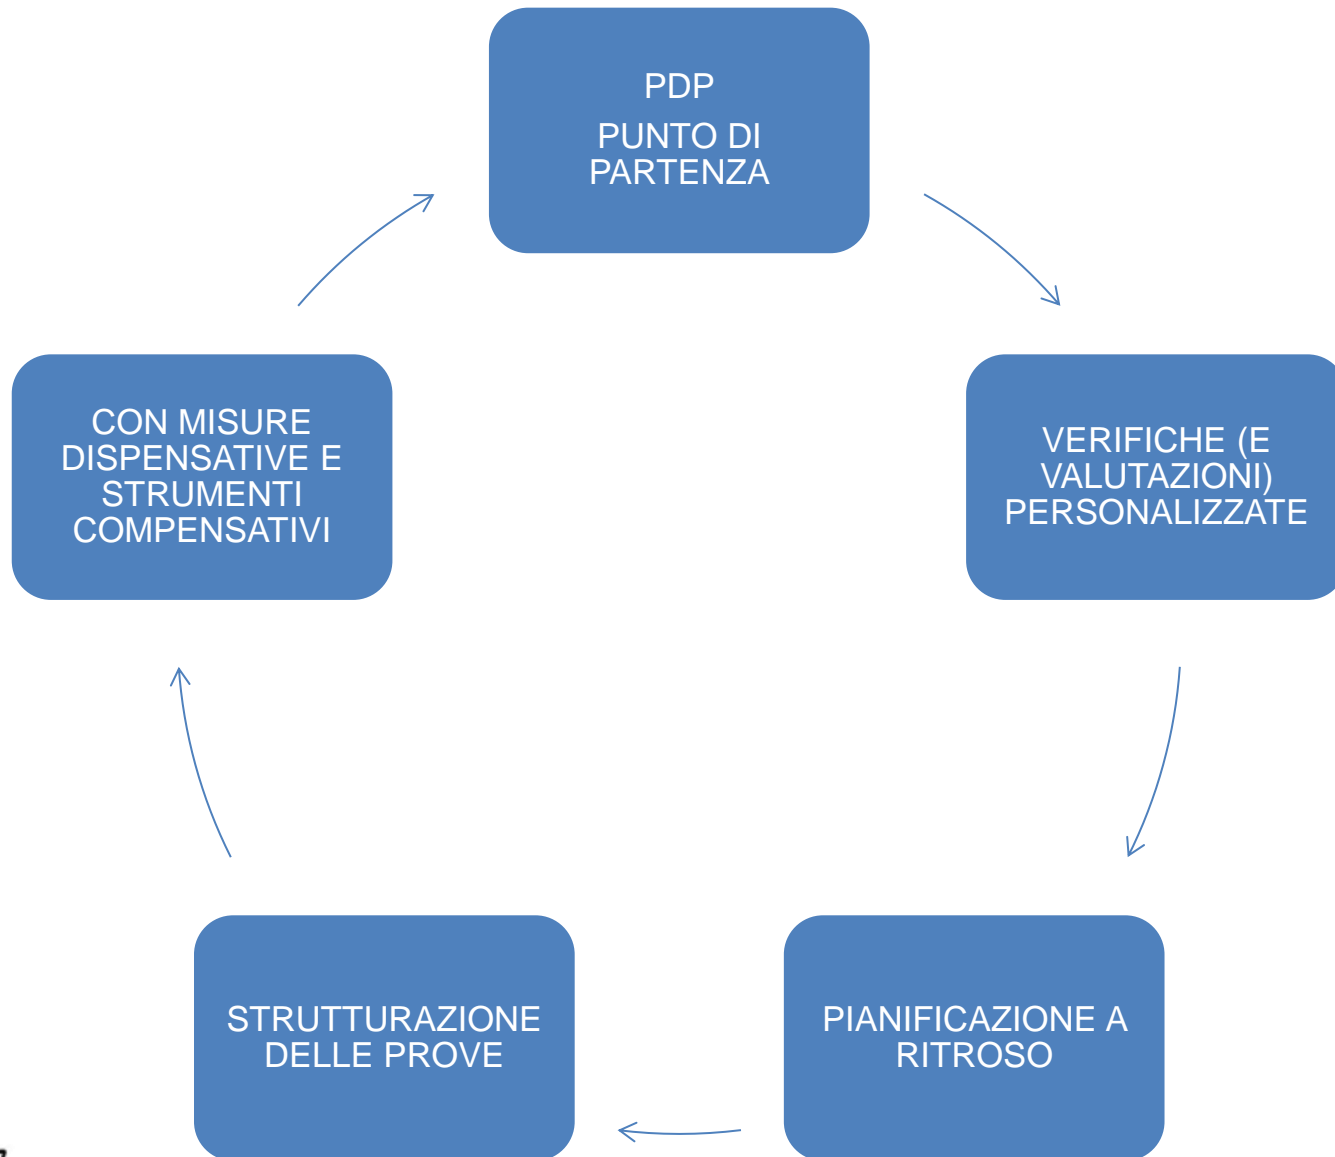 PDP
PUNTO DI
PARTENZA
VERIFICHE (E
VALUTAZIONI)
PERSONALIZZATE
PIANIFICAZIONE A
RITROSO
STRUTTURAZIONE
DELLE PROVE
CON MISURE
DISPENSATIVE E
STRUMENTI
COMPENSATIVI